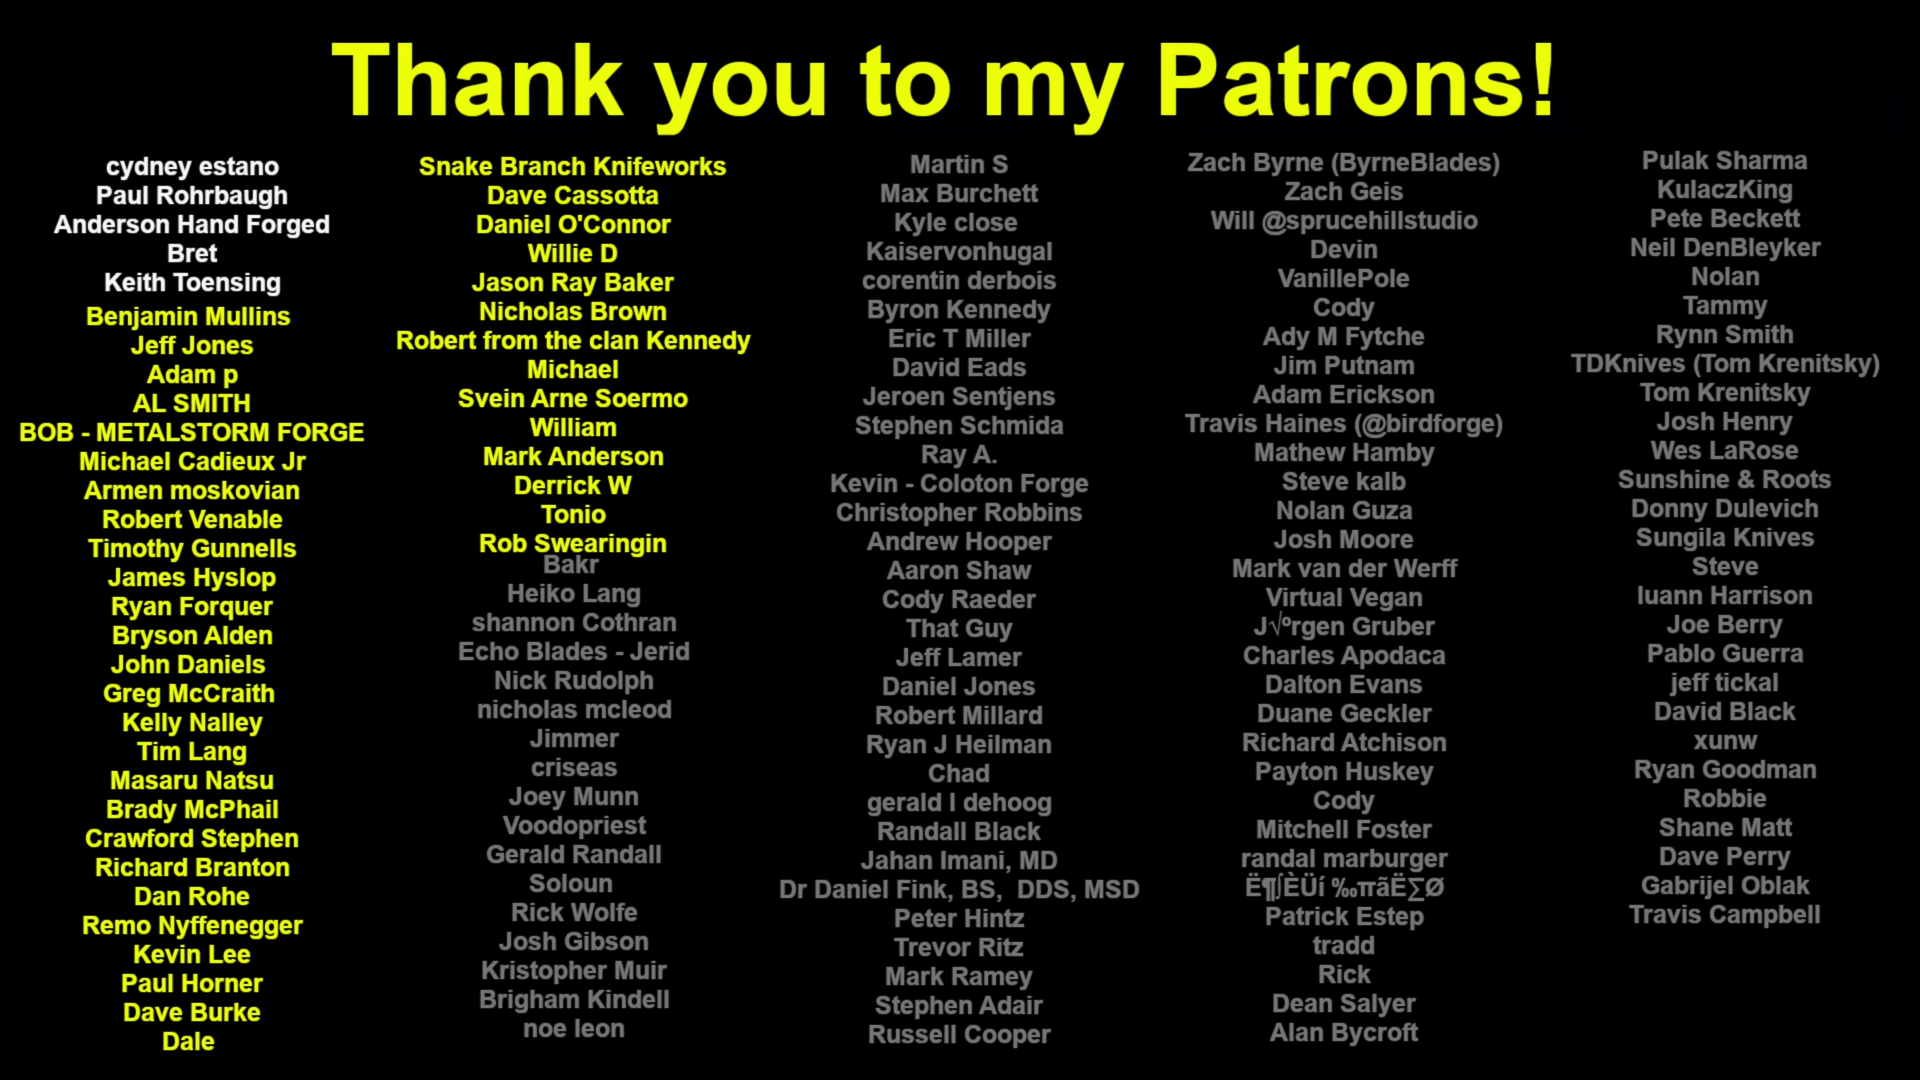 Thank you to my Patrons!
cydney estano
Paul Rohrbaugh
Anderson Hand Forged
Bret
Keith Toensing
Benjamin Mullins
Jeff Jones
Adam p
AL SMITH
BOB - METALSTORM FORGE
Michael Cadieux Jr
Armen moskovian
Robert Venable
Timothy Gunnells
James Hyslop
Ryan Forquer
Bryson Alden
John Daniels
Greg McCraith
Kelly Nalley
Tim Lang
Masaru Natsu
Brady McPhail
Crawford Stephen
Richard Branton
Dan Rohe
Remo Nyffenegger
Kevin Lee
Paul Horner
Dave Burke
Dale
Snake Branch Knifeworks
Dave Cassotta
Daniel O'Connor
Willie D
Jason Ray Baker
Nicholas Brown
Robert from the clan Kennedy
Michael
Svein Arne Soermo
William
Mark Anderson
Derrick W
Tonio
Rob Swearingin
Bakr
Heiko Lang
shannon Cothran
Echo Blades - Jerid
Nick Rudolph
nicholas mcleod
Jimmer
criseas
Joey Munn
Voodopriest
Gerald Randall
Soloun
Rick Wolfe
Josh Gibson
Kristopher Muir
Brigham Kindell
noe leon
Martin S
Max Burchett
Kyle close
Kaiservonhugal
corentin derbois
Byron Kennedy
Eric T Miller
David Eads
Jeroen Sentjens
Stephen Schmida
Ray A.
Kevin - Coloton Forge
Christopher Robbins
Andrew Hooper
Aaron Shaw
Cody Raeder
That Guy
Jeff Lamer
Daniel Jones
Robert Millard
Ryan J Heilman
Chad
gerald l dehoog
Randall Black
Jahan Imani, MD
Dr Daniel Fink, BS,  DDS, MSD
Peter Hintz
Trevor Ritz
Mark Ramey
Stephen Adair
Russell Cooper
Zach Byrne (ByrneBlades)
Zach Geis
Will @sprucehillstudio
Devin
VanillePole
Cody
Ady M Fytche
Jim Putnam
Adam Erickson
Travis Haines (@birdforge)
Mathew Hamby
Steve kalb
Nolan Guza
Josh Moore
Mark van der Werff
Virtual Vegan
J√ºrgen Gruber
Charles Apodaca
Dalton Evans
Duane Geckler
Richard Atchison
Payton Huskey
Cody
Mitchell Foster
randal marburger
Ë¶∫ÈÜí ‰πãË∑Ø
Patrick Estep
tradd
Rick
Dean Salyer
Alan Bycroft
Pulak Sharma
KulaczKing
Pete Beckett
Neil DenBleyker
Nolan
Tammy
Rynn Smith
TDKnives (Tom Krenitsky)
Tom Krenitsky
Josh Henry
Wes LaRose
Sunshine & Roots
Donny Dulevich
Sungila Knives
Steve
luann Harrison
Joe Berry
Pablo Guerra
jeff tickal
David Black
xunw
Ryan Goodman
Robbie
Shane Matt
Dave Perry
Gabrijel Oblak
Travis Campbell